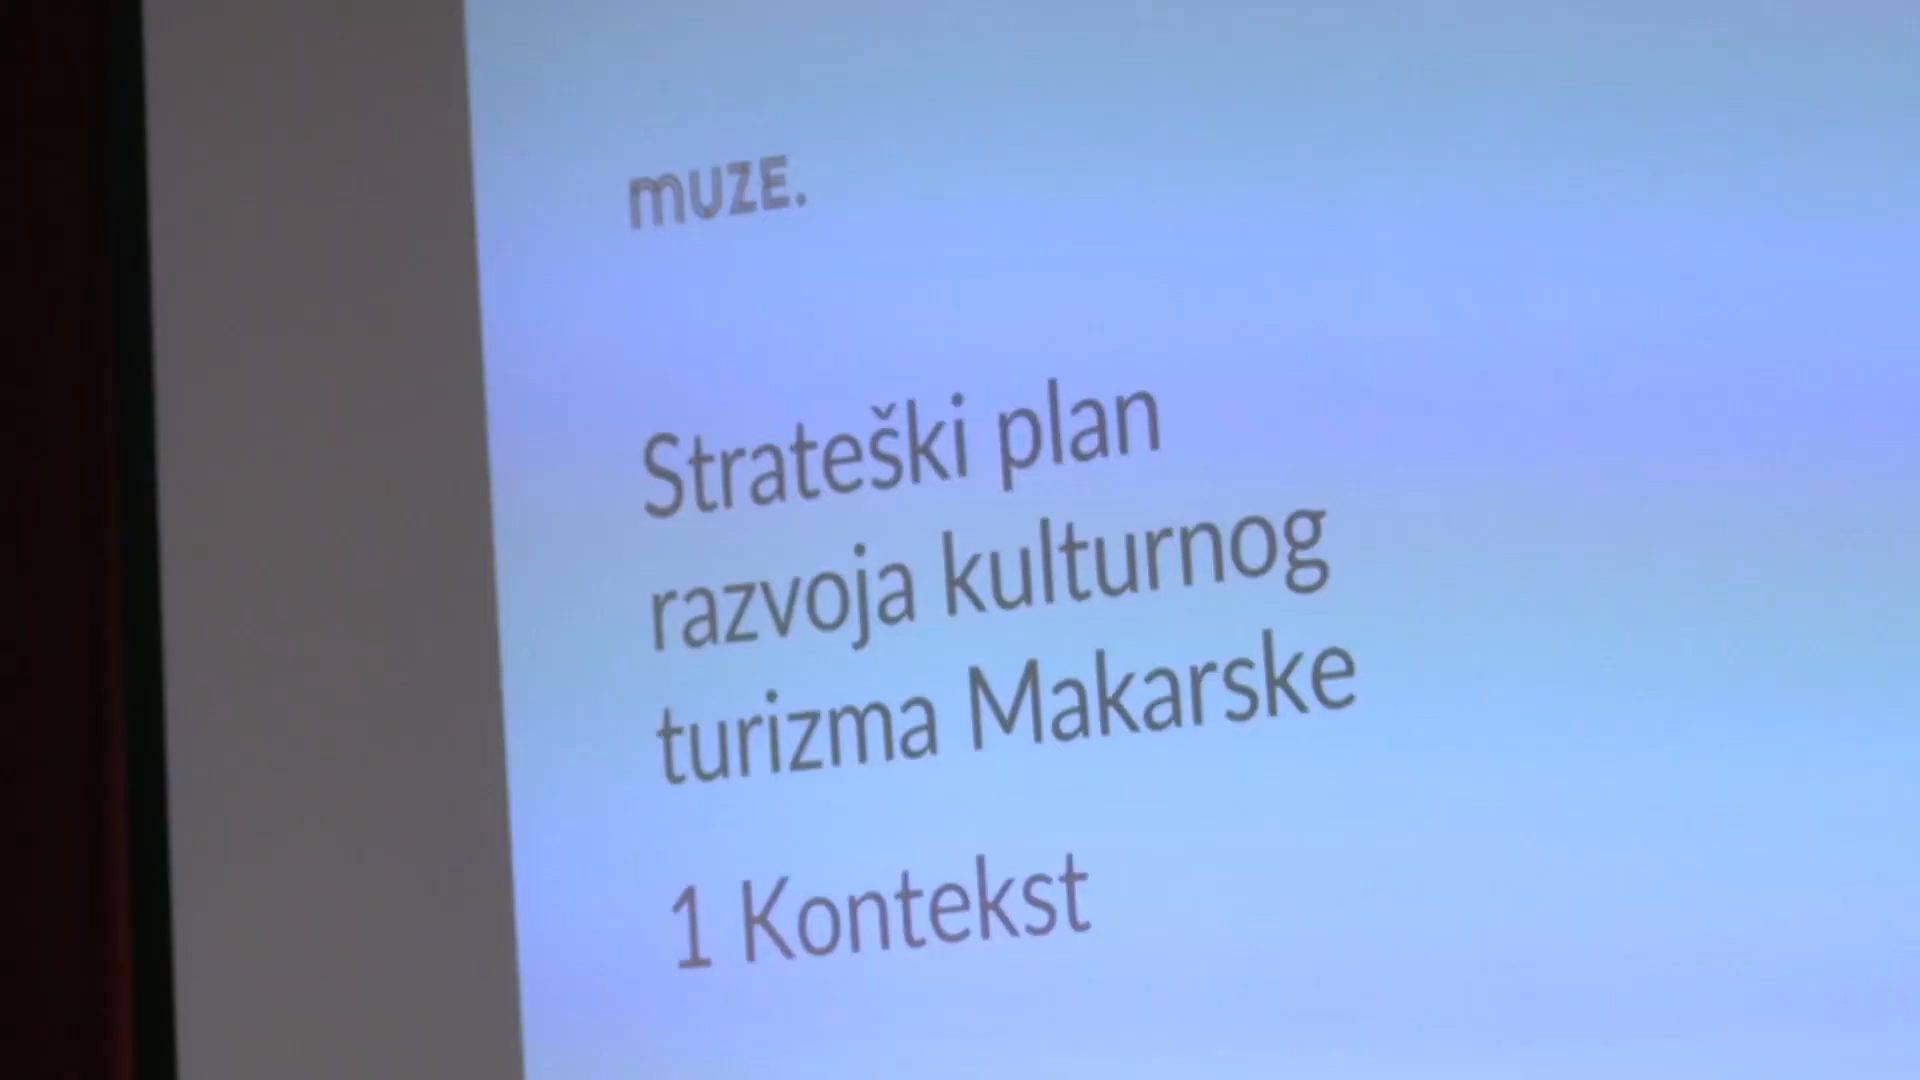 muze.
Strateški plan
razvoja kulturnog
turizma Makarske
1 Kontekst